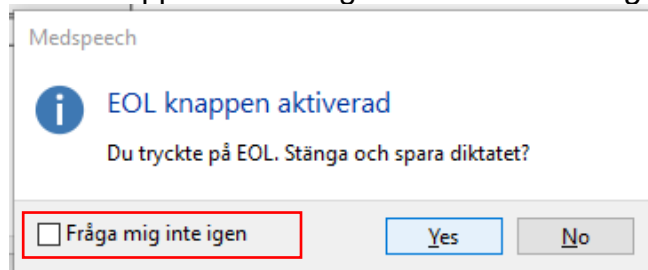 Medspeech
EOL knappen aktiverad
Du tryckte på EOL. Stänga och spara diktatet?
Fråga mig inte igen
Yes
No